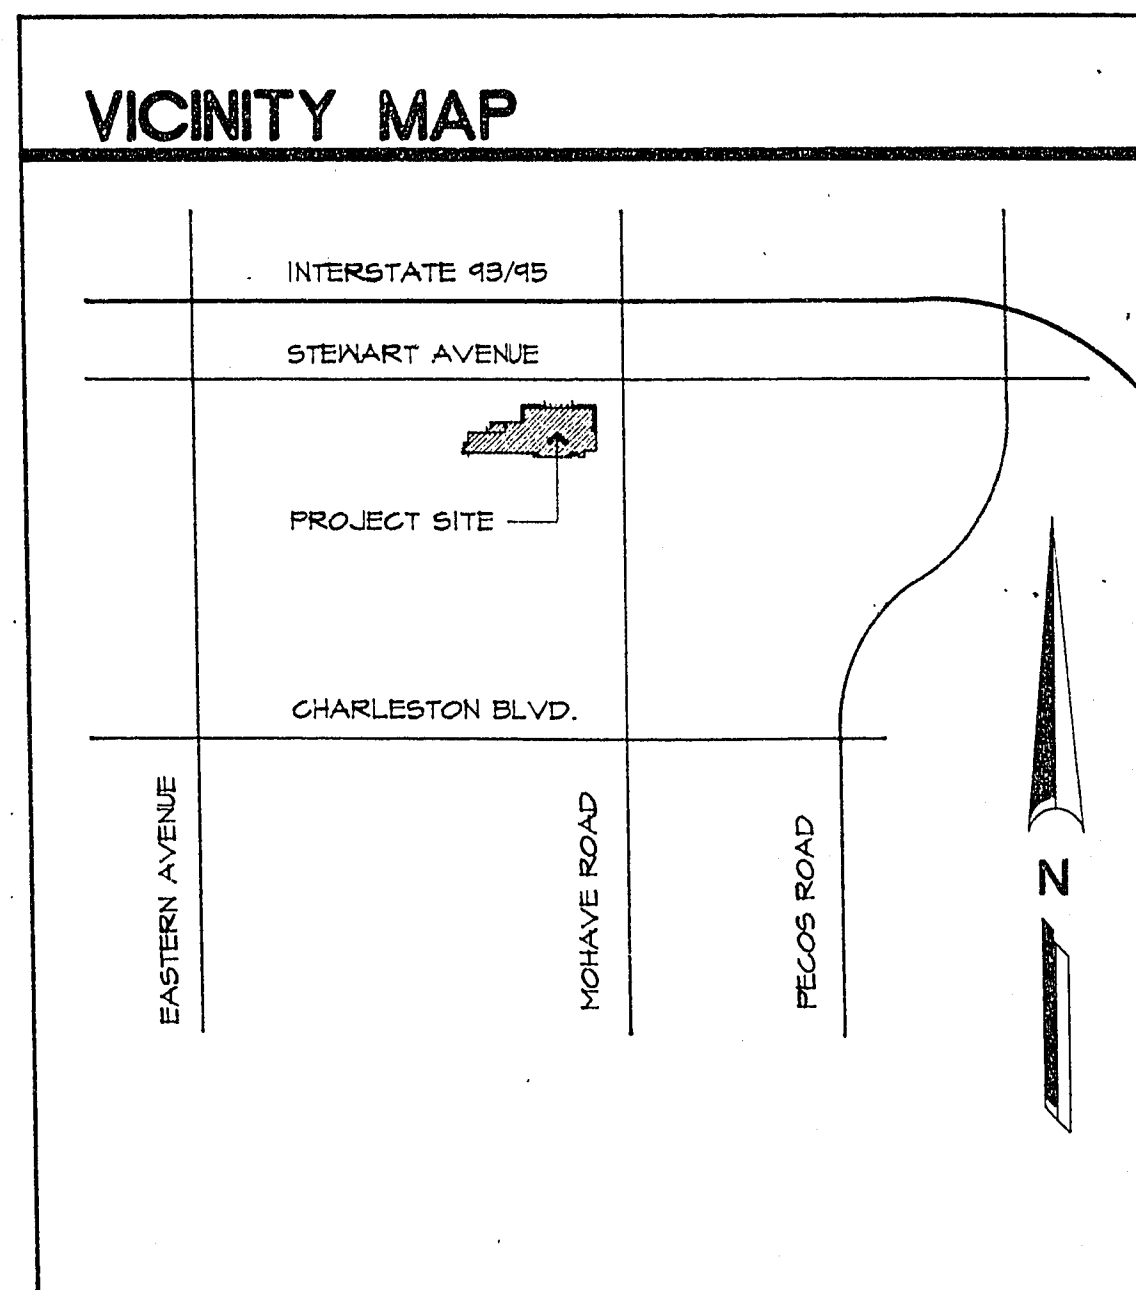 VICINITY MAP
INTERSTATE 93/95
STEWART AVENUE
PROJECT SITE
CHARLESTON BLVD.
EASTERN AVENUE
MOHAVE ROAD
PECOS ROAD
N